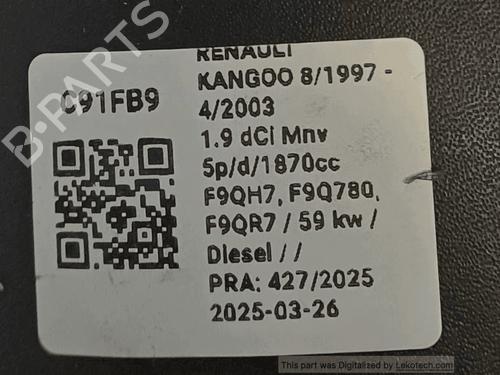 RENAULT
C91FB9
KANGOO 8/1997 -
4/2003
1.9 dCi Mnv
5p/d/1870cc
F9QH7, F9Q780,
F9QR7 / 59 kw /
Diesel / /
PRA: 427/2025
2025-03-26
B-PARTS
This part was Digitalized by Lekotech.com